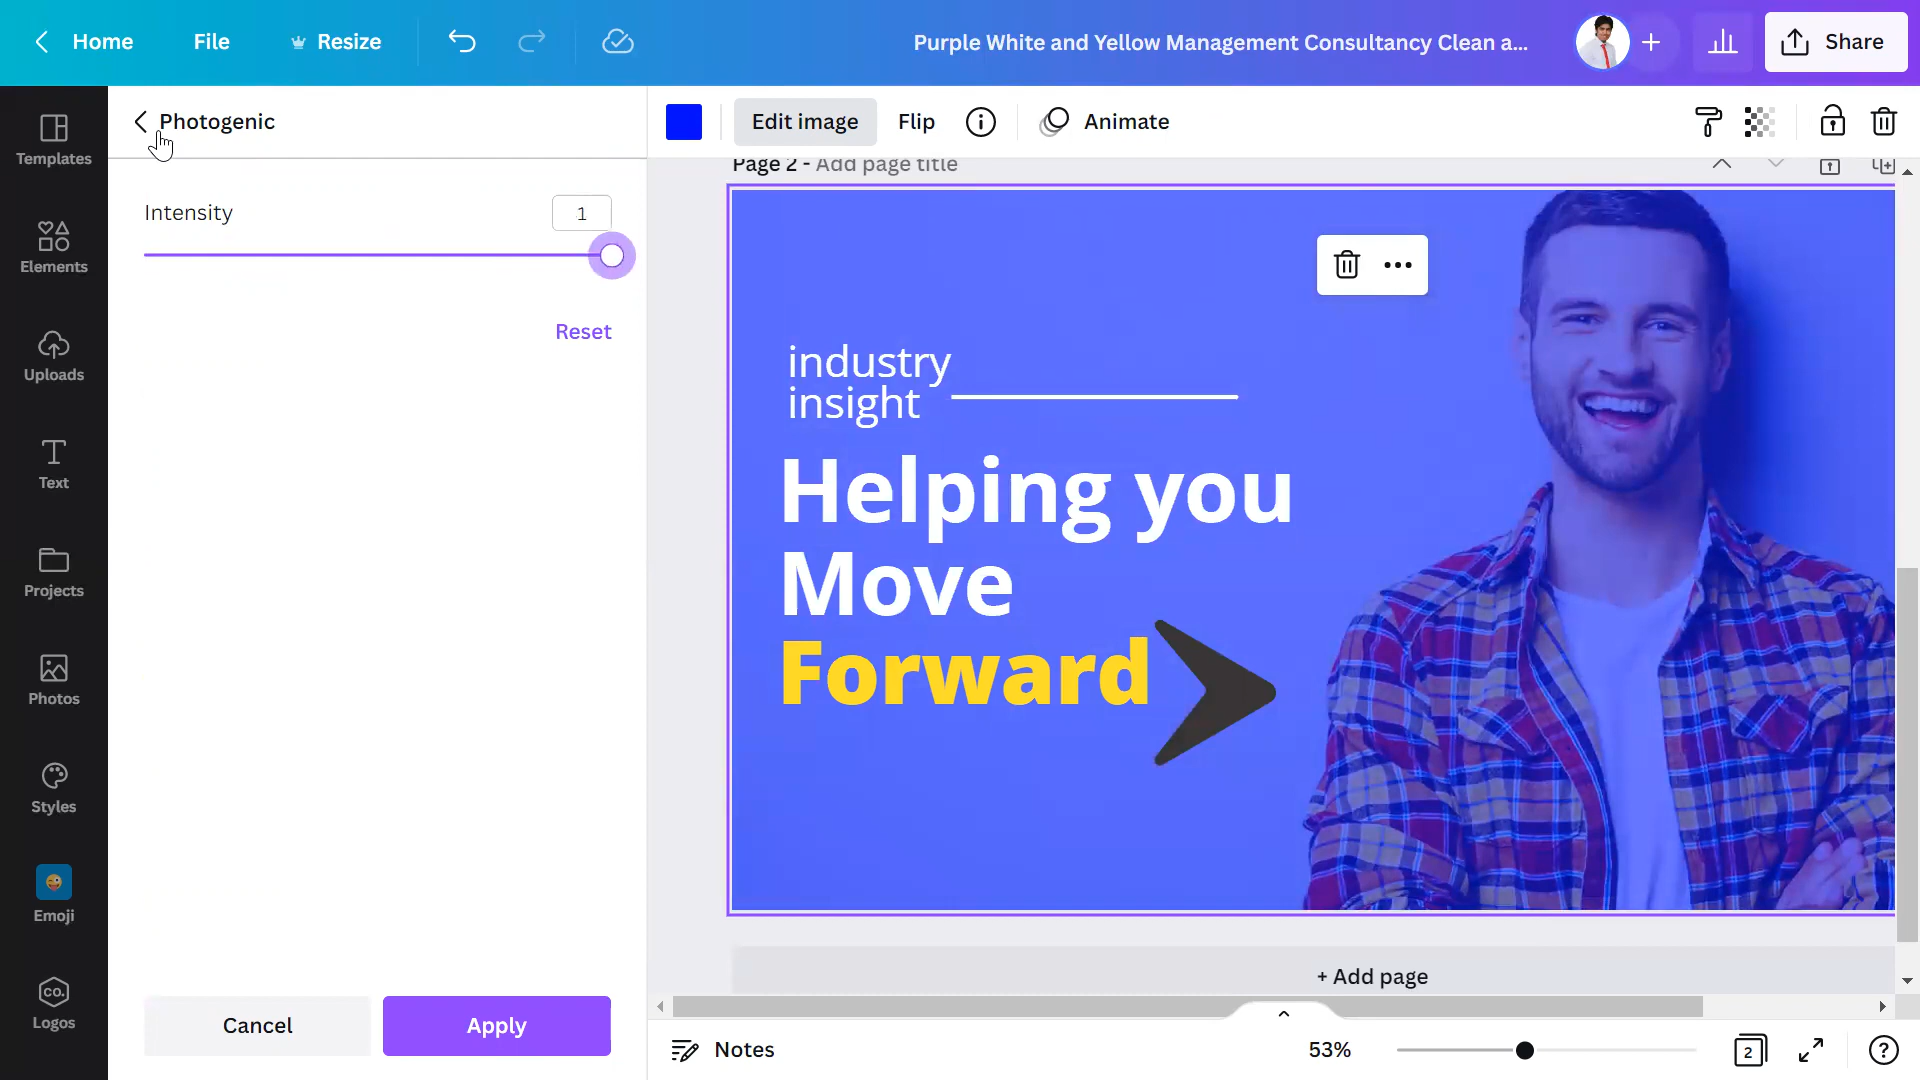 Home
File
Resize
Purple White and Yellow Management Consultancy Clean a...
Share
Templates
Elements
Uploads
Text
Projects
Photos
Styles
Emoji
CO.
Logos
Photogenic
Intensity
1
Reset
Cancel
Apply
Edit image
Flip
Animate
Page 2 - Add page title
industry
insight
Helping you
Move
Forward
+ Add page
Notes
53%
2
?